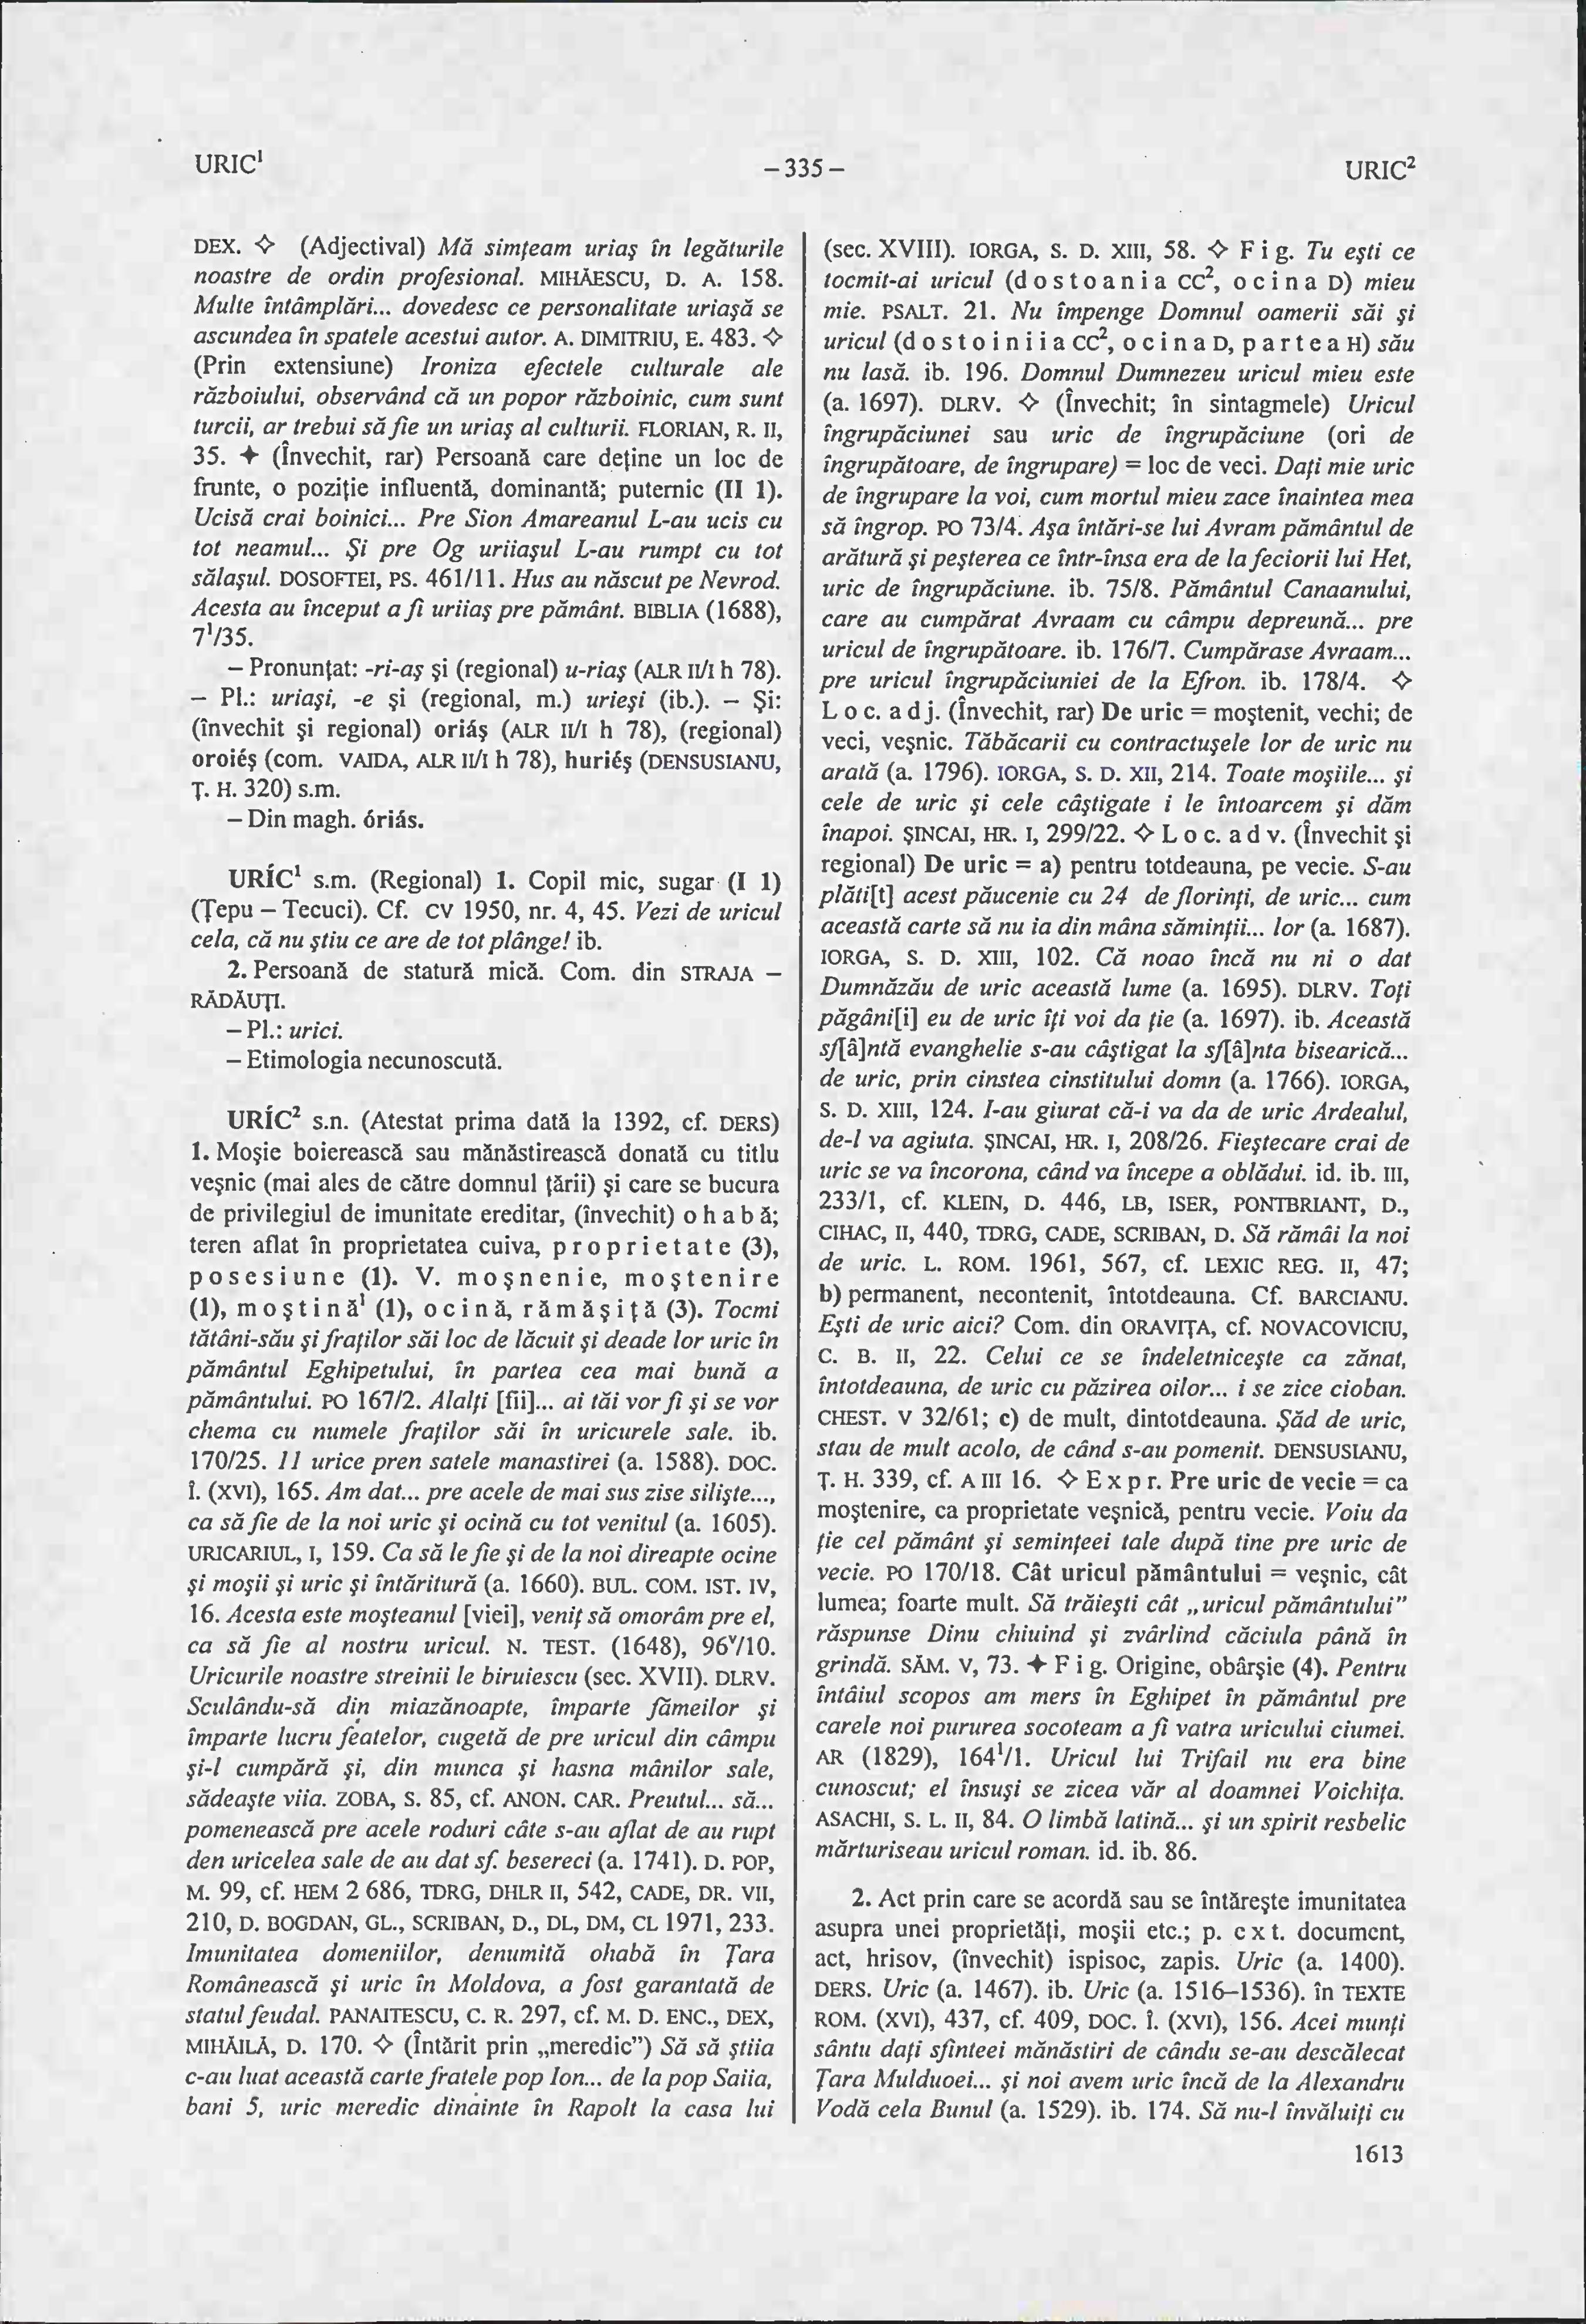 URIC¹
– 335 –
URIC²
DEX. ◇ (Adjectival) Mă simţeam uriaş în legăturile
noastre de ordin profesional. MIHĂESCU, D. A. 158.
Multe întâmplări... dovedesc ce personalitate uriaşă se
ascundea în spatele acestui autor. A. DIMITRIU, E. 483. ◇
(Prin extensiune) Ironiza efectele culturale ale
războiului, observând că un popor războinic, cum sunt
turcii, ar trebui să fie un uriaş al culturii. FLORIAN, R. II,
35. ✦ (Învechit, rar) Persoană care deţine un loc de
frunte, o poziţie influentă, dominantă; puternic (II 1).
Ucisă crai boinici... Pre Sion Amareanul L-au ucis cu
tot neamul... Şi pre Og uriiaşul L-au rumpt cu tot
sălaşul. DOSOFTEI, PS. 461/11. Hus au născut pe Nevrod.
Acesta au început a fi uriiaş pre pământ. BIBLIA (1688),
7¹/35.
– Pronunţat: -ri-aş şi (regional) u-riaş (ALR II/I h 78).
– Pl.: uriaşi, -e şi (regional, m.) urieşi (ib.). – Şi:
(învechit şi regional) oriáş (ALR II/I h 78), (regional)
oroiéş (com. VAIDA, ALR II/I h 78), huriéş (DENSUSIANU,
Ţ. H. 320) s.m.
– Din magh. óriás.
URÍC¹ s.m. (Regional) 1. Copil mic, sugar (I 1)
(Ţepu – Tecuci). Cf. CV 1950, nr. 4, 45. Vezi de uricul
cela, că nu ştiu ce are de tot plânge! ib.
2. Persoană de statură mică. Com. din STRAJA –
RĂDĂUŢI.
– Pl.: urici.
– Etimologia necunoscută.
URÍC² s.n. (Atestat prima dată la 1392, cf. DERS)
1. Moşie boierească sau mănăstirească donată cu titlu
veşnic (mai ales de către domnul ţării) şi care se bucura
de privilegiul de imunitate ereditar, (învechit) ohabă;
teren aflat în proprietatea cuiva, proprietate (3),
posesiune (1). V. moşnenie, moştenire
(1), moştină¹ (1), ocină, rămăşiţă (3). Tocmi
tătâni-său şi fraţilor săi loc de lăcuit şi deade lor uric în
pământul Eghipetului, în partea cea mai bună a
pământului. PO 167/2. Alalţi [fii]... ai tăi vor fi şi se vor
chema cu numele fraţilor săi în uricurele sale. ib.
170/25. 11 urice pren satele manastirei (a. 1588). DOC.
Î. (XVI), 165. Am dat... pre acele de mai sus zise silişte...,
ca să fie de la noi uric şi ocină cu tot venitul (a. 1605).
URICARIUL, I, 159. Ca să le fie şi de la noi direapte ocine
şi moşii şi uric şi întăritură (a. 1660). BUL. COM. IST. IV,
16. Acesta este moşteanul [viei], veniţ să omorâm pre el,
ca să fie al nostru uricul. N. TEST. (1648), 96ᵛ/10.
Uricurile noastre streinii le biruiescu (sec. XVII). DLRV.
Sculându-să din miazănoapte, împarte fămeilor şi
împarte lucru featelor, cugetă de pre uricul din câmpu
şi-l cumpără şi, din munca şi hasna mânilor sale,
sădeaşte viia. ZOBA, S. 85, cf. ANON. CAR. Preutul... să...
pomenească pre acele roduri câte s-au aflat de au rupt
den uricelea sale de au dat sf. besereci (a. 1741). D. POP,
M. 99, cf. HEM 2 686, TDRG, DHLR II, 542, CADE, DR. VII,
210, D. BOGDAN, GL., SCRIBAN, D., DL, DM, CL 1971, 233.
Imunitatea domeniilor, denumită ohabă în Ţara
Românească şi uric în Moldova, a fost garantată de
statul feudal. PANAITESCU, C. R. 297, cf. M. D. ENC., DEX,
MIHĂILĂ, D. 170. ◇ (Întărit prin „meredic”) Să să ştiia
c-au luat această carte fratele pop Ion... de la pop Saiia,
bani 5, uric meredic dinainte în Rapolt la casa lui
(sec. XVIII). IORGA, S. D. XIII, 58. ◇ Fig. Tu eşti ce
tocmit-ai uricul (dostoania CC², ocina D) mieu
mie. PSALT. 21. Nu împenge Domnul oamerii săi şi
uricul (dostoiniia CC², ocina D, partea H) său
nu lasă. ib. 196. Domnul Dumnezeu uricul mieu este
(a. 1697). DLRV. ◇ (Învechit; în sintagmele) Uricul
îngrupăciunei sau uric de îngrupăciune (ori de
îngrupătoare, de îngrupare) = loc de veci. Daţi mie uric
de îngrupare la voi, cum mortul mieu zace înaintea mea
să îngrop. PO 73/4. Aşa întări-se lui Avram pământul de
arătură şi peşterea ce într-însa era de la feciorii lui Het,
uric de îngrupăciune. ib. 75/8. Pământul Canaanului,
care au cumpărat Avraam cu câmpu depreună... pre
uricul de îngrupătoare. ib. 176/7. Cumpărase Avraam...
pre uricul îngrupăciuniei de la Efron. ib. 178/4. ◇
Loc. adj. (Învechit, rar) De uric = moştenit, vechi; de
veci, veşnic. Tăbăcarii cu contractuşele lor de uric nu
arată (a. 1796). IORGA, S. D. XII, 214. Toate moşiile... şi
cele de uric şi cele câştigate i le întoarcem şi dăm
înapoi. ŞINCAI, HR. I, 299/22. ◇ Loc. adv. (Învechit şi
regional) De uric = a) pentru totdeauna, pe vecie. S-au
plăti[t] acest păucenie cu 24 de florinţi, de uric... cum
această carte să nu ia din mâna săminţii... lor (a. 1687).
IORGA, S. D. XIII, 102. Că noao încă nu ni o dat
Dumnăzău de uric această lume (a. 1695). DLRV. Toţi
păgâni[i] eu de uric îţi voi da ţie (a. 1697). ib. Această
sf[â]ntă evanghelie s-au câştigat la sf[â]nta bisearică...
de uric, prin cinstea cinstitului domn (a. 1766). IORGA,
S. D. XIII, 124. I-au giurat că-i va da de uric Ardealul,
de-l va agiuta. ŞINCAI, HR. I, 208/26. Fieştecare crai de
uric se va încorona, când va începe a oblădui. id. ib. III,
233/1, cf. KLEIN, D. 446, LB, ISER, PONTBRIANT, D.,
CIHAC, II, 440, TDRG, CADE, SCRIBAN, D. Să rămâi la noi
de uric. L. ROM. 1961, 567, cf. LEXIC REG. II, 47;
b) permanent, necontenit, întotdeauna. Cf. BARCIANU.
Eşti de uric aici? Com. din ORAVIŢA, cf. NOVACOVICIU,
C. B. II, 22. Celui ce se îndeletniceşte ca zănat,
întotdeauna, de uric cu păzirea oilor... i se zice cioban.
CHEST. V 32/61; c) de mult, dintotdeauna. Şăd de uric,
stau de mult acolo, de când s-au pomenit. DENSUSIANU,
Ţ. H. 339, cf. A III 16. ◇ Expr. Pre uric de vecie = ca
moştenire, ca proprietate veşnică, pentru vecie. Voiu da
ţie cel pământ şi seminţeei tale după tine pre uric de
vecie. PO 170/18. Cât uricul pământului = veşnic, cât
lumea; foarte mult. Să trăieşti cât „uricul pământului”
răspunse Dinu chiuind şi zvârlind căciula până în
grindă. SĂM. V, 73. ✦ Fig. Origine, obârşie (4). Pentru
întâiul scopos am mers în Eghipet în pământul pre
carele noi pururea socoteam a fi vatra uricului ciumei.
AR (1829), 164¹/1. Uricul lui Trifail nu era bine
cunoscut; el însuşi se zicea văr al doamnei Voichiţa.
ASACHI, S. L. II, 84. O limbă latină... şi un spirit resbelic
mărturiseau uricul roman. id. ib. 86.
2. Act prin care se acordă sau se întăreşte imunitatea
asupra unei proprietăţi, moşii etc.; p. ext. document,
act, hrisov, (învechit) ispisoc, zapis. Uric (a. 1400).
DERS. Uric (a. 1467). ib. Uric (a. 1516–1536). în TEXTE
ROM. (XVI), 437, cf. 409, DOC. Î. (XVI), 156. Acei munţi
sântu daţi sfinteei mănăstiri de cându se-au descălecat
Ţara Mulduoei... şi noi avem uric încă de la Alexandru
Vodă cela Bunul (a. 1529). ib. 174. Să nu-l învăluiţi cu
1613